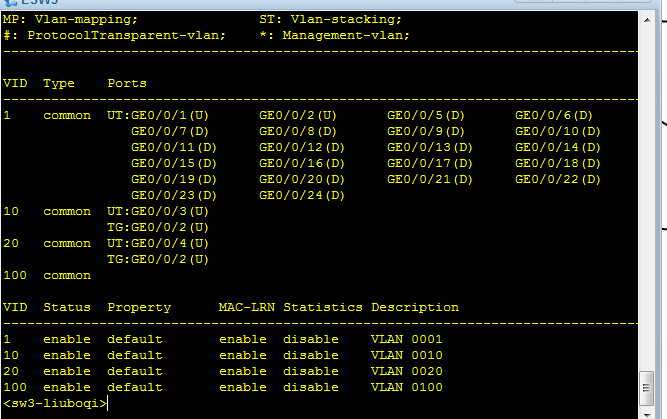 MP: Vlan-mapping; ST: Vlan-stacking;
#: ProtocolTransparent-vlan; *: Management-vlan;
--------------------------------------------------------------------------------
VID Type Ports
--------------------------------------------------------------------------------
1 common UT:GE0/0/1(U) GE0/0/2(U) GE0/0/5(D) GE0/0/6(D)
GE0/0/7(D) GE0/0/8(D) GE0/0/9(D) GE0/0/10(D)
GE0/0/11(D) GE0/0/12(D) GE0/0/13(D) GE0/0/14(D)
GE0/0/15(D) GE0/0/16(D) GE0/0/17(D) GE0/0/18(D)
GE0/0/19(D) GE0/0/20(D) GE0/0/21(D) GE0/0/22(D)
GE0/0/23(D) GE0/0/24(D)
10 common UT:GE0/0/3(U)
TG:GE0/0/2(U)
20 common UT:GE0/0/4(U)
TG:GE0/0/2(U)
100 common
VID Status Property MAC-LRN Statistics Description
--------------------------------------------------------------------------------
1 enable default enable disable VLAN 0001
10 enable default enable disable VLAN 0010
20 enable default enable disable VLAN 0020
100 enable default enable disable VLAN 0100
<sw3-liuboqi>